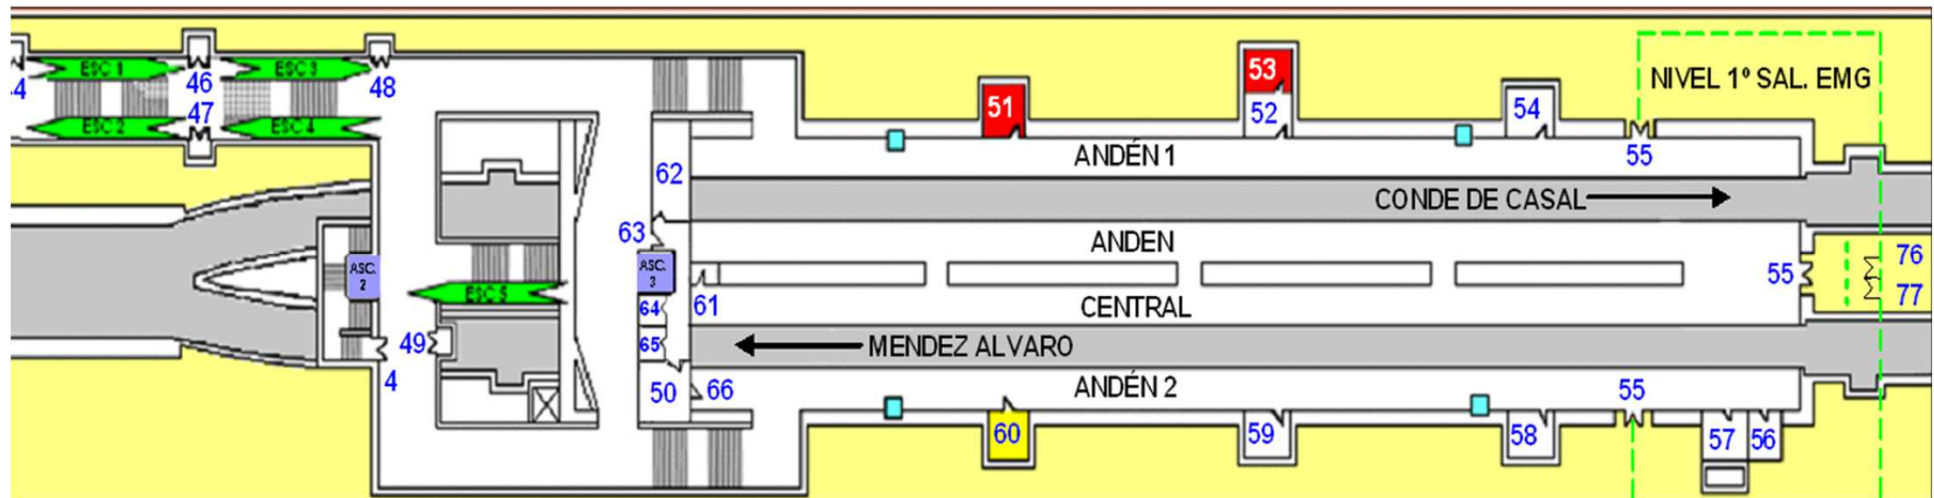 ESC 1
ESC 3
4
46
48
47
ESC 2
ESC 4
53
51
52
54
NIVEL 1º SAL. EMG
55
ANDÉN 1
62
CONDE DE CASAL
63
ANDEN
ASC. 2
ASC. 3
55
76
77
ESC 5
64
61
CENTRAL
49
65
MENDEZ ALVARO
4
50
66
ANDÉN 2
55
60
59
58
57
56